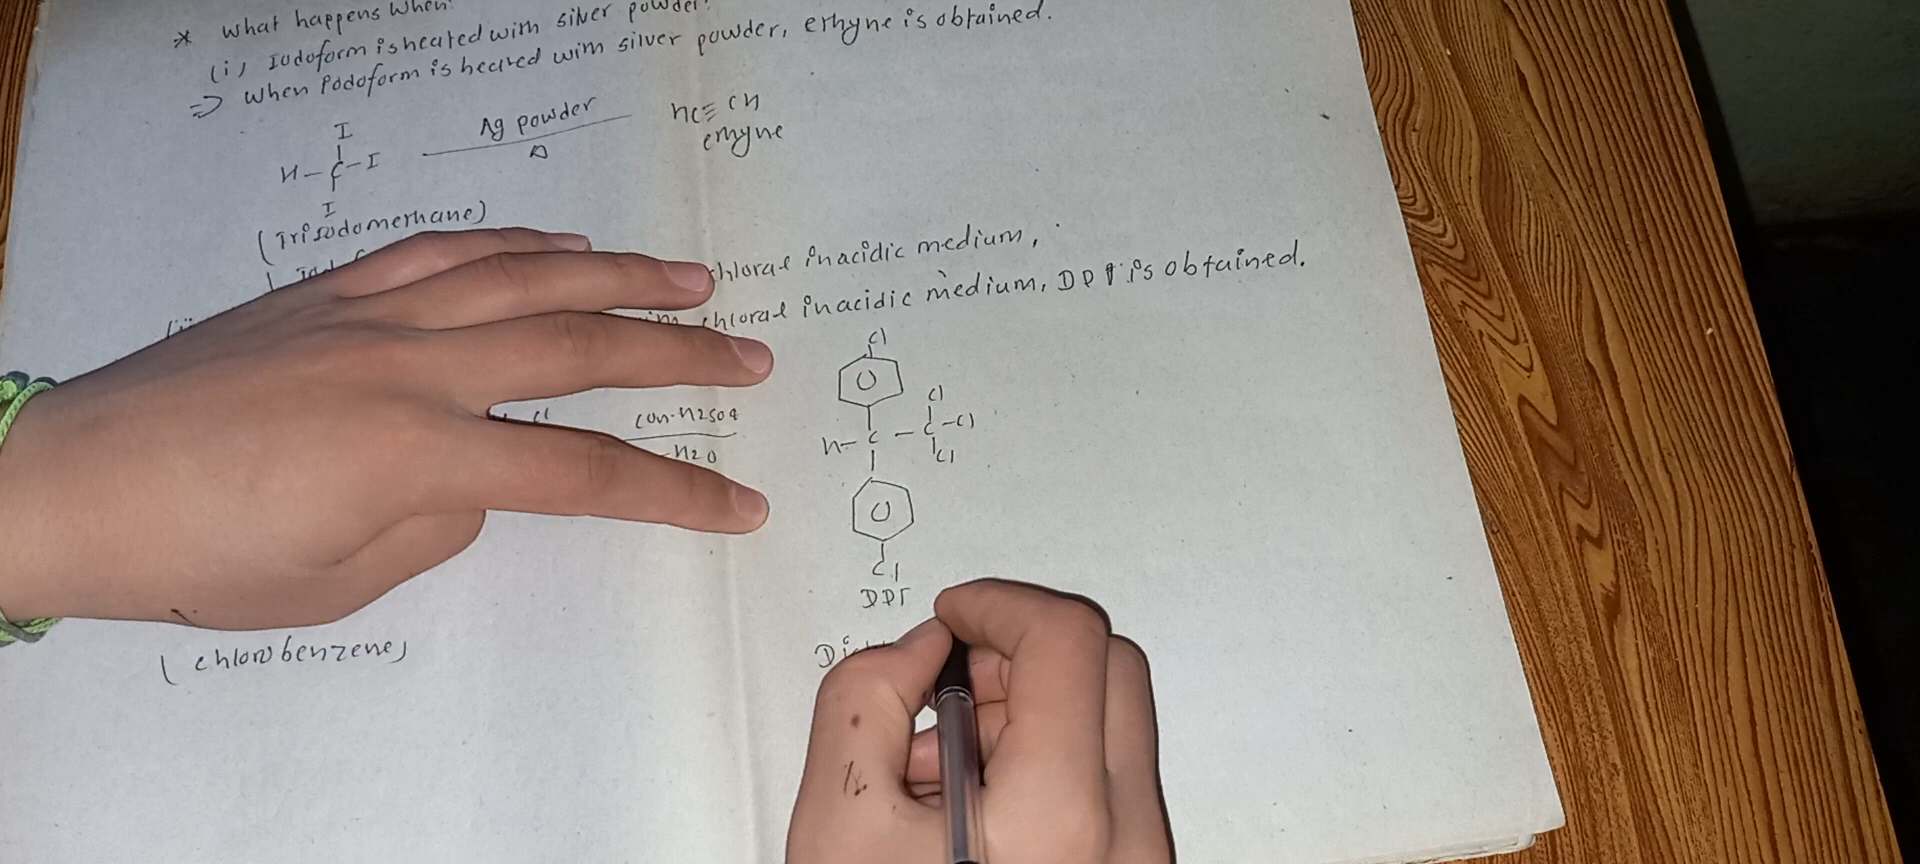 * what happens when
(i) Iodoform is heated with silver powder.
=> when Iodoform is heated with silver powder, ethyne is obtained.
I
H - C - I
I
Ag powder
Δ
HC ≡ CH
ethyne
(Triiodomethane)
chloral in acidic medium,
chloral in acidic medium, DDT is obtained.
Cl
con. H2SO4
-H2O
Cl
Cl
H - C - C - Cl
Cl
Cl
DDT
(chlorobenzene)